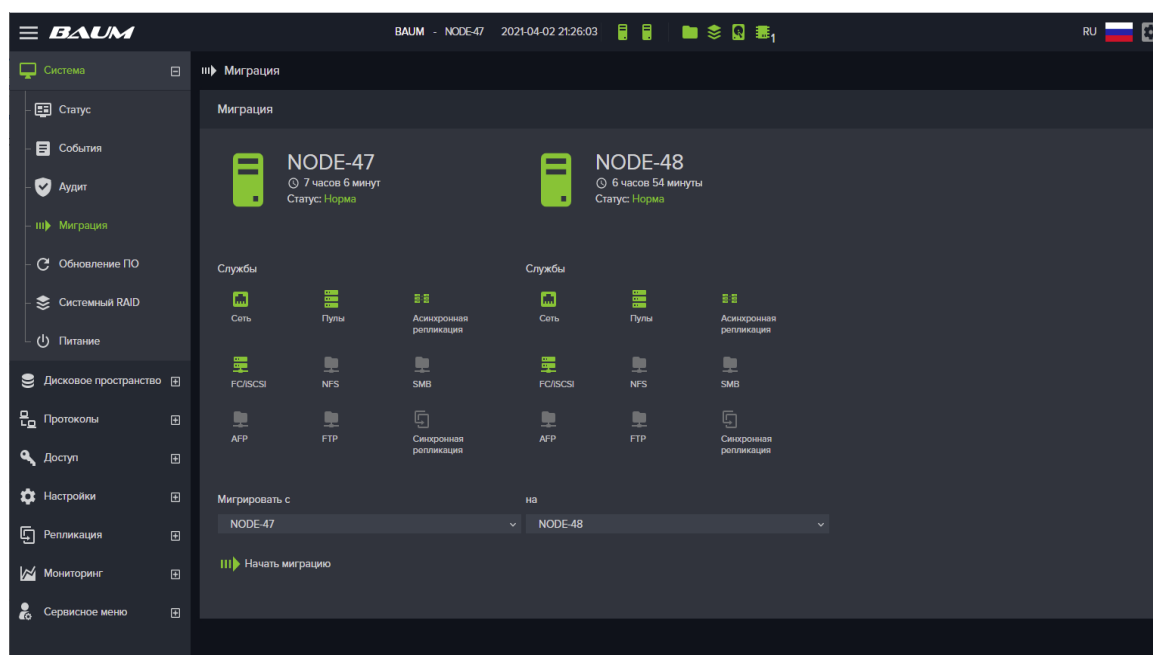 BAUM
BAUM - NODE-47 2021-04-02 21:26:03
1
RU
Система
Статус
События
Аудит
Миграция
Обновление ПО
Системный RAID
Питание
Дисковое пространство
Протоколы
Доступ
Настройки
Репликация
Мониторинг
Сервисное меню
Миграция
Миграция
NODE-47
7 часов 6 минут
Статус: Норма
NODE-48
6 часов 54 минуты
Статус: Норма
Службы
Сеть
Пулы
Асинхронная
репликация
FC/iSCSI
NFS
SMB
AFP
FTP
Синхронная
репликация
Службы
Сеть
Пулы
Асинхронная
репликация
FC/iSCSI
NFS
SMB
AFP
FTP
Синхронная
репликация
Мигрировать с
NODE-47
на
NODE-48
Начать миграцию